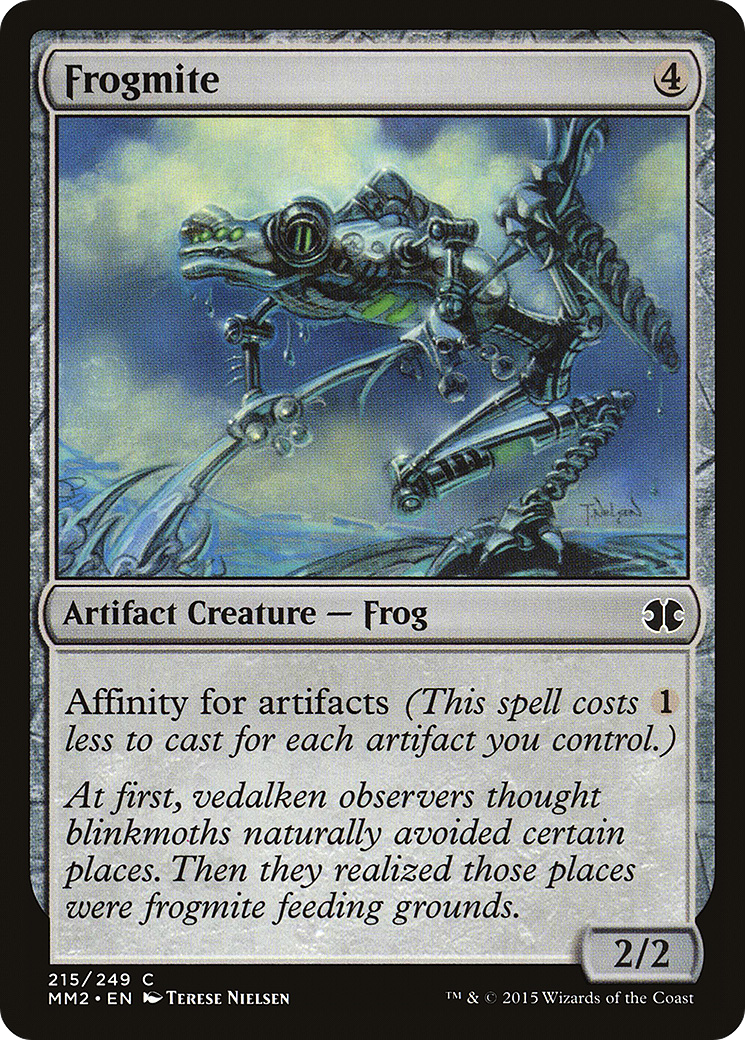 Frogmite
4
T. Nielsen
Artifact Creature — Frog
Affinity for artifacts (This spell costs 1
less to cast for each artifact you control.)
At first, vedalken observers thought
blinkmoths naturally avoided certain
places. Then they realized those places
were frogmite feeding grounds.
2/2
215/249 C
MM2 • EN Terese Nielsen
™ & © 2015 Wizards of the Coast